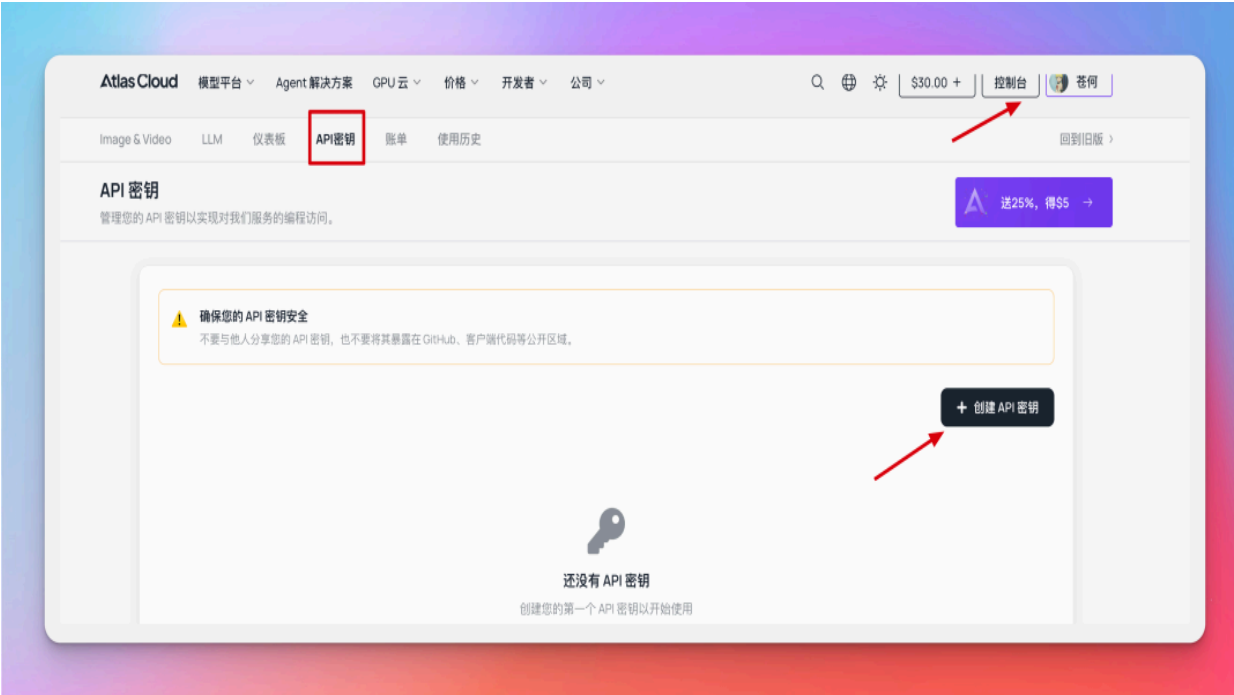 Atlas Cloud 模型平台 Agent 解决方案 GPU 云 价格 开发者 公司 $30.00 + 控制台 苍何
Image & Video LLM 仪表板 API密钥 账单 使用历史 回到旧版
API 密钥
管理您的 API 密钥以实现对我们服务的编程访问。
送25%，得$5 →
确保您的 API 密钥安全
不要与他人分享您的 API 密钥，也不要将其暴露在 GitHub、客户端代码等公开区域。
+ 创建 API 密钥
还没有 API 密钥
创建您的第一个 API 密钥以开始使用